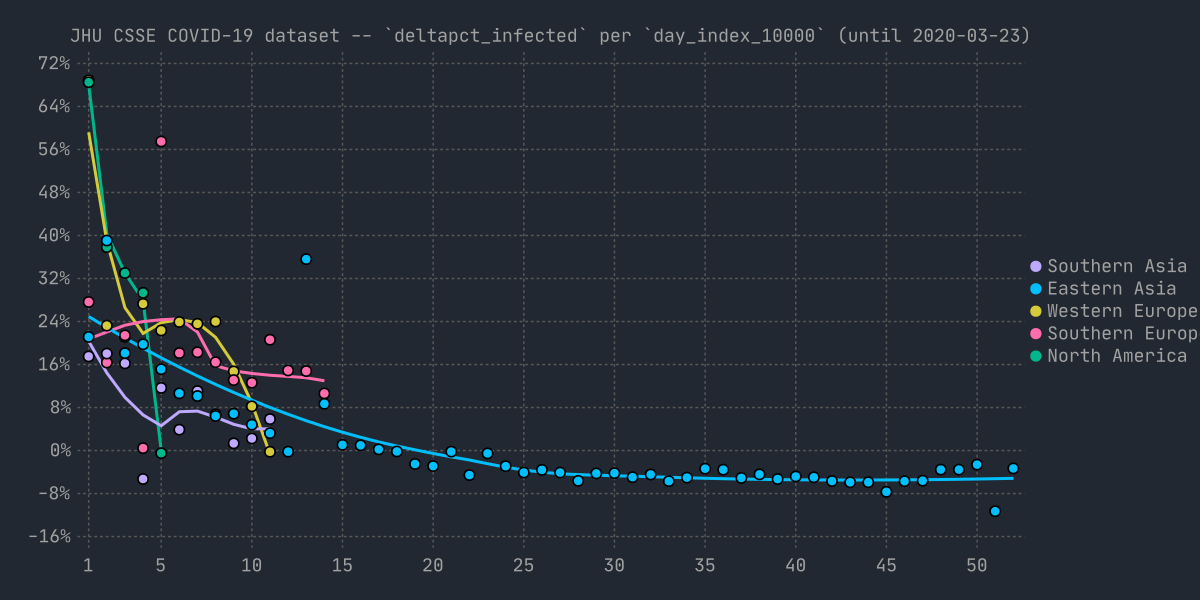 JHU CSSE COVID-19 dataset -- `deltapct_infected` per `day_index_10000` (until 2020-03-23)
72%
64%
56%
48%
40%
32%
24%
16%
8%
0%
-8%
-16%
1 5 10 15 20 25 30 35 40 45 50
Southern Asia
Eastern Asia
Western Europe
Southern Europ
North America